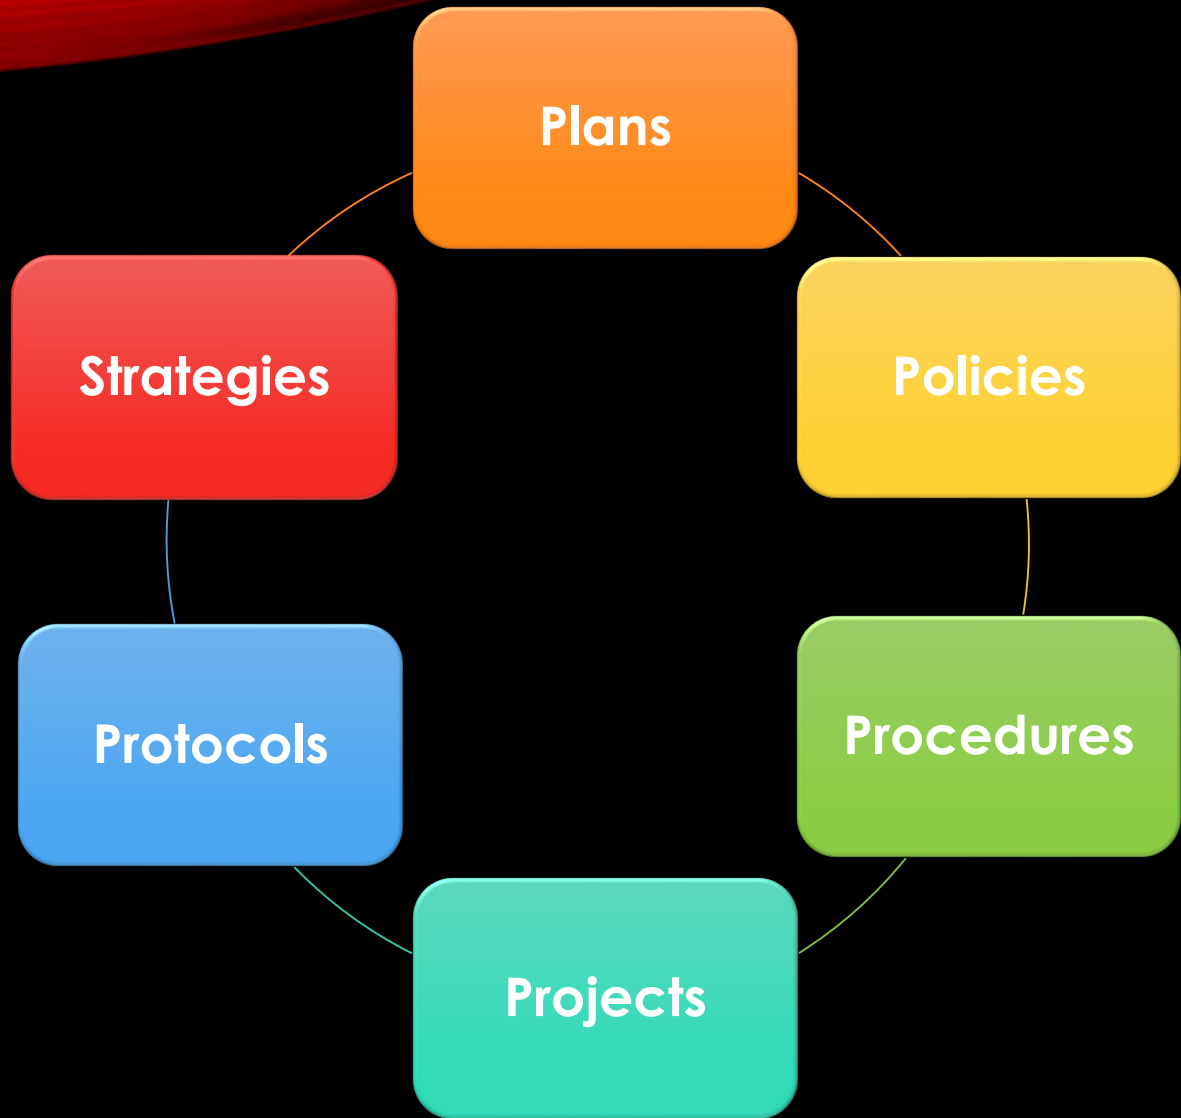 Plans
Policies
Procedures
Projects
Protocols
Strategies